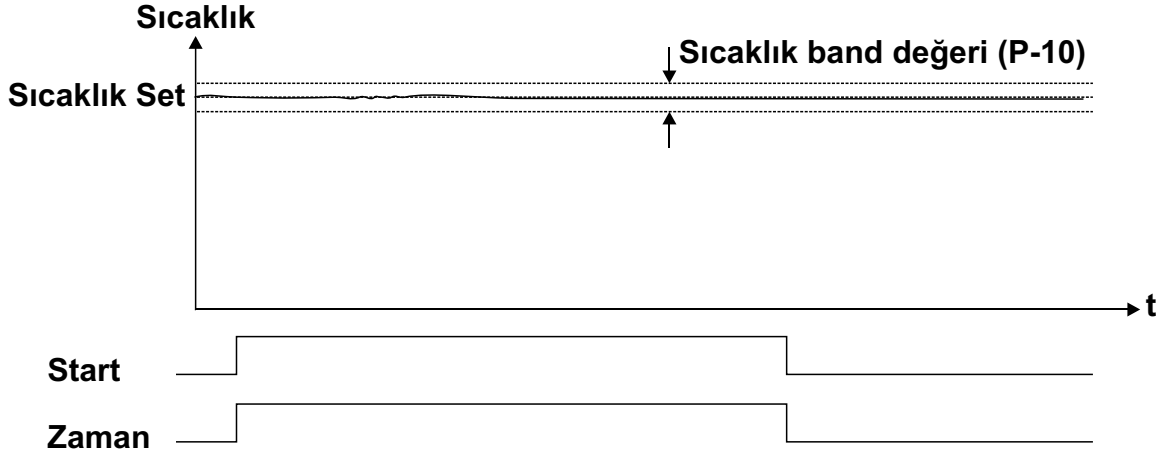 Sıcaklık
Sıcaklık band değeri (P-10)
Sıcaklık Set
t
Start
Zaman